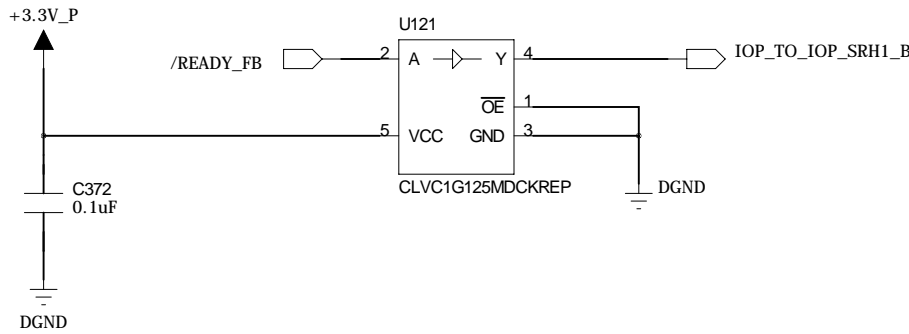 +3.3V_P
U121
/READY_FB
2
A
Y
4
IOP_TO_IOP_SRH1_B
OE
1
5
VCC
GND
3
CLVC1G125MDCKREP
C372
0.1uF
DGND
DGND